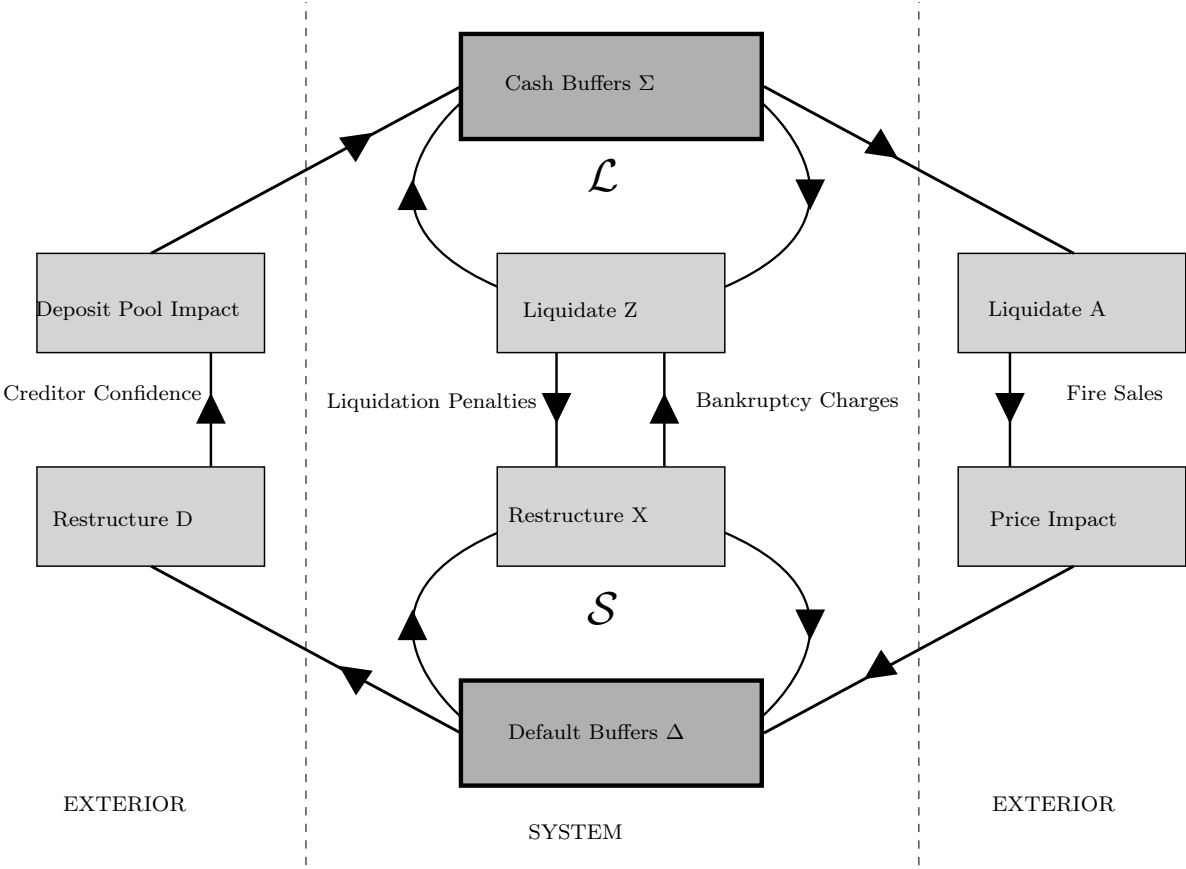 Cash Buffers Σ
ℒ
Deposit Pool Impact
Liquidate Z
Liquidate A
Creditor Confidence
Liquidation Penalties
Bankruptcy Charges
Fire Sales
Restructure D
Restructure X
Price Impact
𝒮
Default Buffers Δ
EXTERIOR
SYSTEM
EXTERIOR